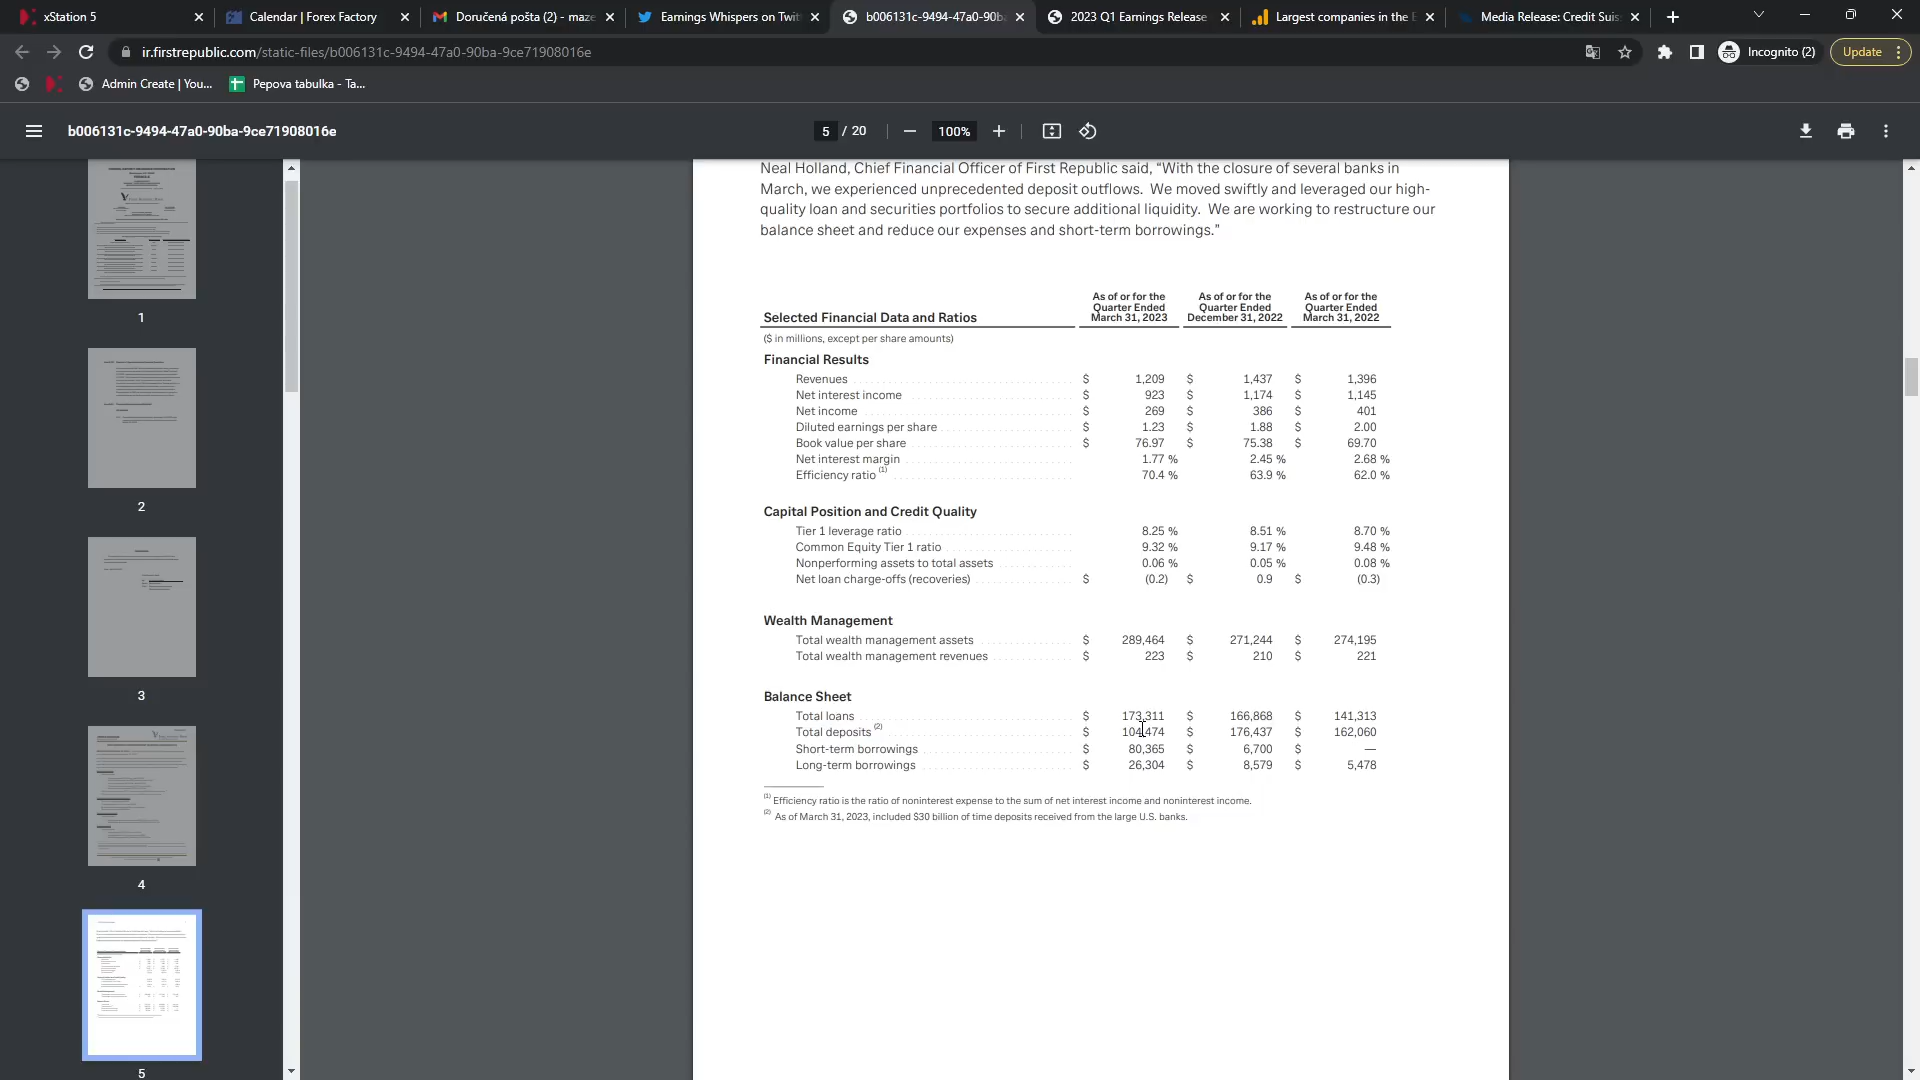 xStation 5
Calendar | Forex Factory
Doručená pošta (2) - maze
Earnings Whispers on Twit
b006131c-9494-47a0-90ba
2023 Q1 Earnings Release
Largest companies in the E
Media Release: Credit Suis
ir.firstrepublic.com/static-files/b006131c-9494-47a0-90ba-9ce71908016e
Incognito (2)
Update
Admin Create | You...
Pepova tabulka - Ta...
b006131c-9494-47a0-90ba-9ce71908016e
5 / 20
100%
1
2
3
4
5
Neal Holland, Chief Financial Officer of First Republic said, “With the closure of several banks in
March, we experienced unprecedented deposit outflows. We moved swiftly and leveraged our high-
quality loan and securities portfolios to secure additional liquidity. We are working to restructure our
balance sheet and reduce our expenses and short-term borrowings.”
Selected Financial Data and Ratios As of or for the Quarter Ended March 31, 2023 As of or for the Quarter Ended December 31, 2022 As of or for the Quarter Ended March 31, 2022
($ in millions, except per share amounts)
Financial Results
Revenues $ 1,209 $ 1,437 $ 1,396
Net interest income $ 923 $ 1,174 $ 1,145
Net income $ 269 $ 386 $ 401
Diluted earnings per share $ 1.23 $ 1.88 $ 2.00
Book value per share $ 76.97 $ 75.38 $ 69.70
Net interest margin 1.77 % 2.45 % 2.68 %
Efficiency ratio (1) 70.4 % 63.9 % 62.0 %
Capital Position and Credit Quality
Tier 1 leverage ratio 8.25 % 8.51 % 8.70 %
Common Equity Tier 1 ratio 9.32 % 9.17 % 9.48 %
Nonperforming assets to total assets 0.06 % 0.05 % 0.08 %
Net loan charge-offs (recoveries) $ (0.2) $ 0.9 $ (0.3)
Wealth Management
Total wealth management assets $ 289,464 $ 271,244 $ 274,195
Total wealth management revenues $ 223 $ 210 $ 221
Balance Sheet
Total loans $ 173,311 $ 166,868 $ 141,313
Total deposits (2) $ 104,474 $ 176,437 $ 162,060
Short-term borrowings $ 80,365 $ 6,700 $ —
Long-term borrowings $ 26,304 $ 8,579 $ 5,478
(1) Efficiency ratio is the ratio of noninterest expense to the sum of net interest income and noninterest income.
(2) As of March 31, 2023, included $30 billion of time deposits received from the large U.S. banks.